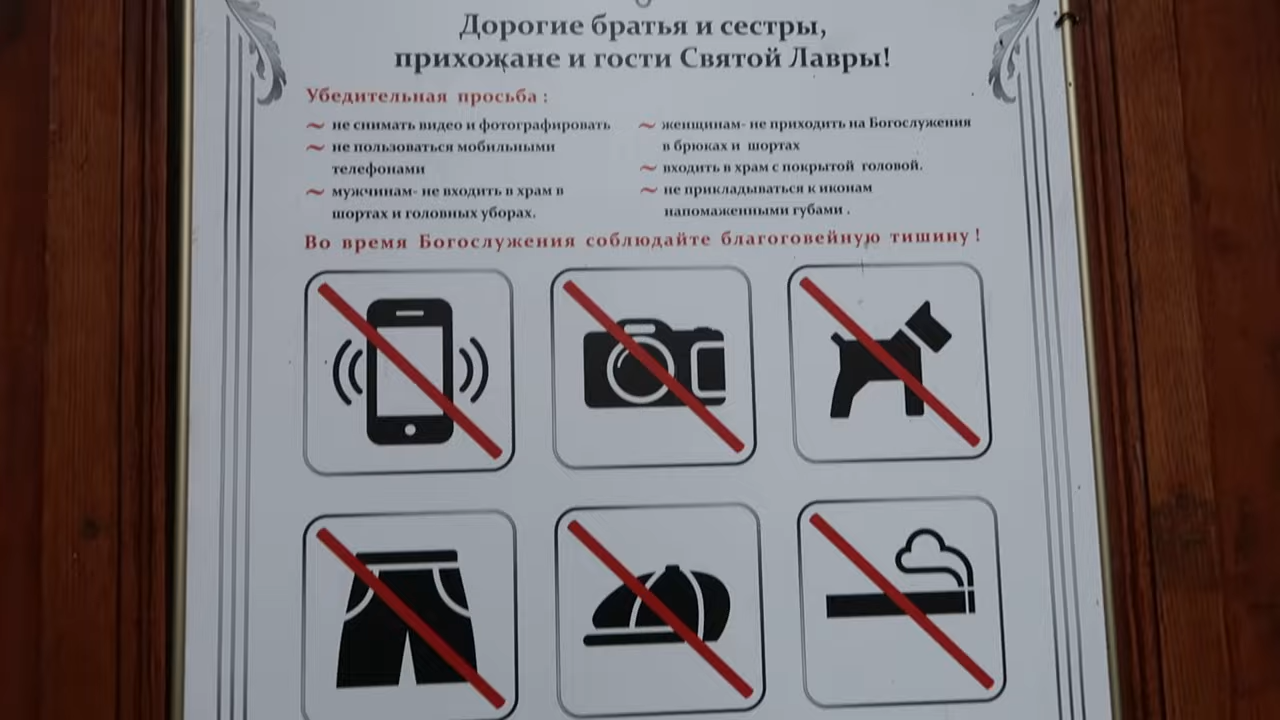 Дорогие братья и сестры,
прихожане и гости Святой Лавры!
Убедительная просьба :
~ не снимать видео и фотографировать
~ не пользоваться мобильными
телефонами
~ мужчинам- не входить в храм в
шортах и головных уборах.
~ женщинам- не приходить на Богослужения
в брюках и шортах
~ входить в храм с покрытой головой.
~ не прикладываться к иконам
напомаженными губами .
Во время Богослужения соблюдайте благоговейную тишину !